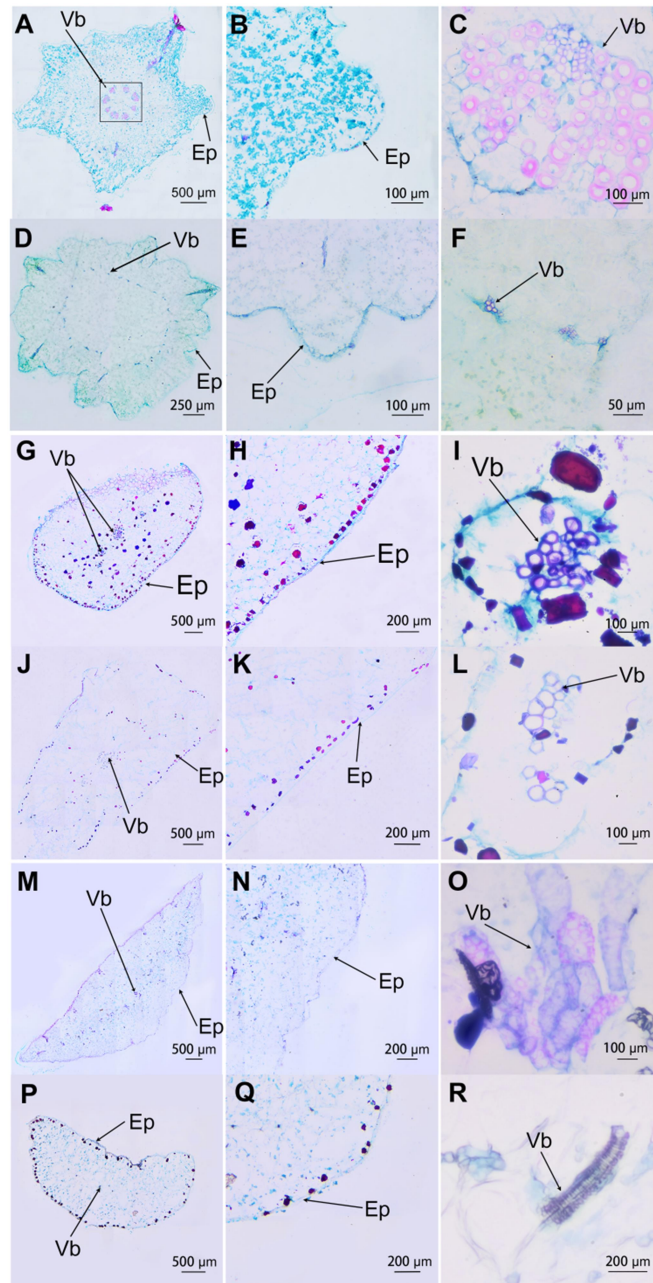 A Vb Ep 500 μm
B Ep 100 μm
C Vb 100 μm
D Vb Ep 250 μm
E Ep 100 μm
F Vb 50 μm
G Vb Ep 500 μm
H Ep 200 μm
I Vb 100 μm
J Ep Vb 500 μm
K Ep 200 μm
L Vb 100 μm
M Vb Ep 500 μm
N Ep 200 μm
O Vb 100 μm
P Ep Vb 500 μm
Q Ep 200 μm
R Vb 200 μm